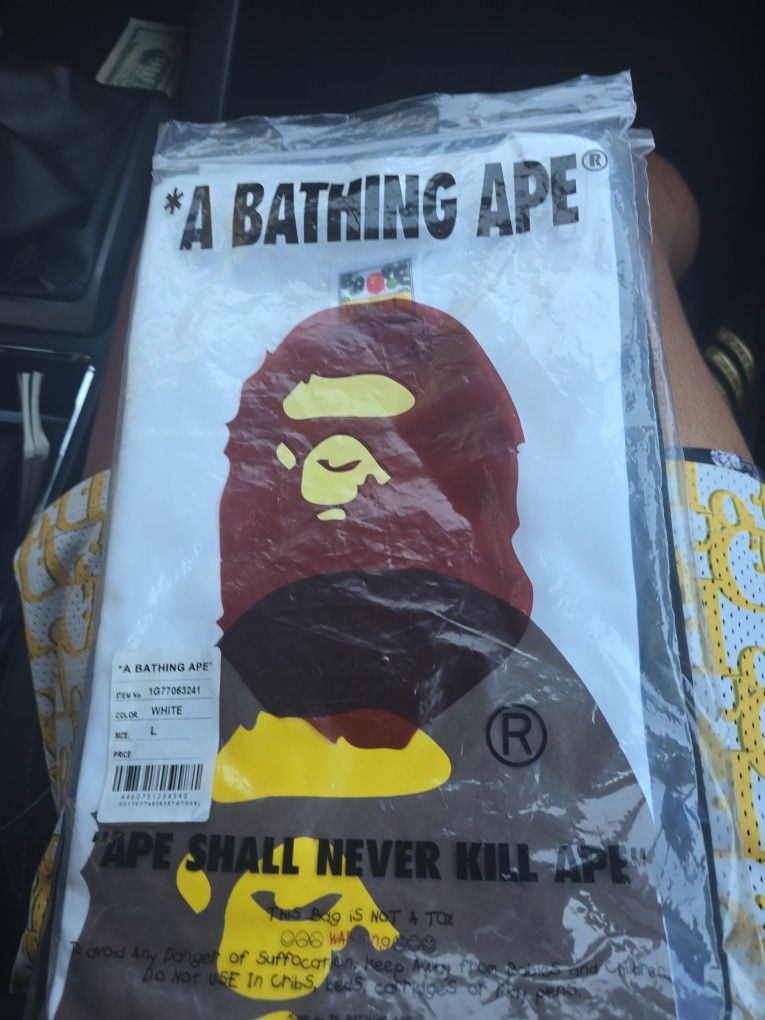 *A BATHING APE®
"A BATHING APE"
ITEM No. 1G77063241
COLOR WHITE
SIZE L
PRICE
®
"APE SHALL NEVER KILL APE"
THiS Bag iS NOT A TOY
WARning
To avoid Any Danger of Suffocation, Keep Away from Babies and Children.
Do NOT USE In CribS, beds, carriages or Play pens.